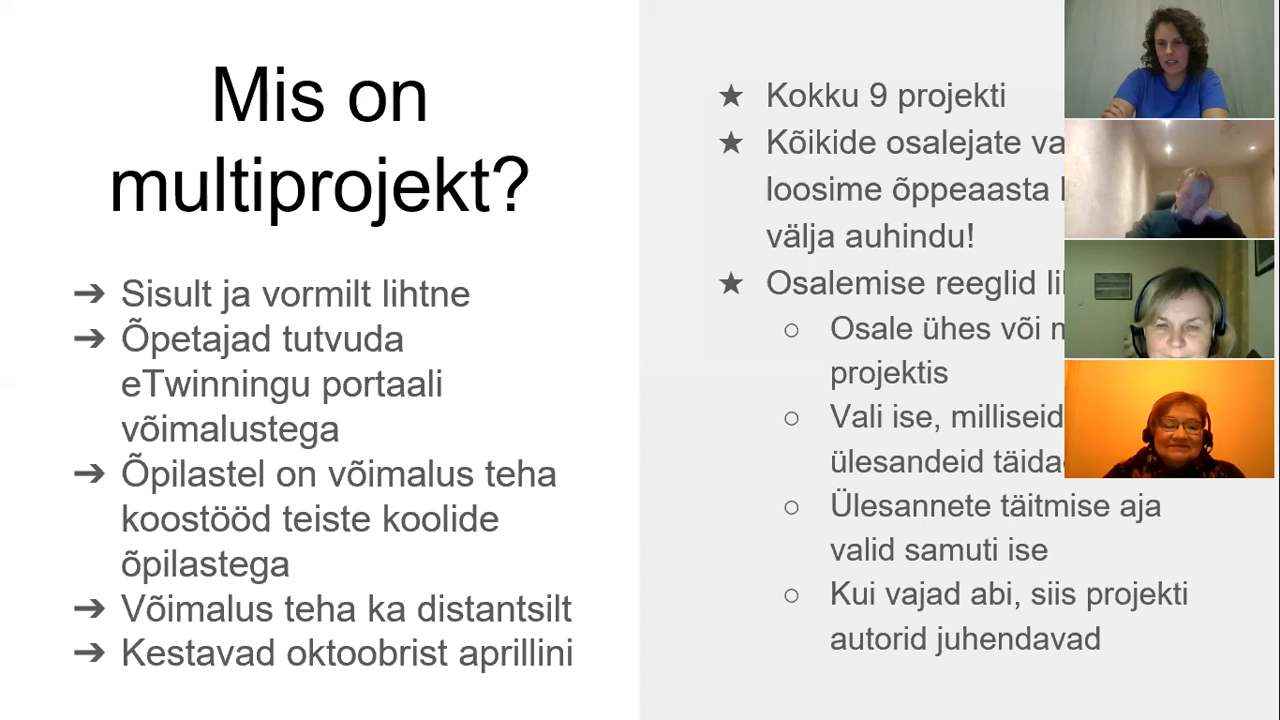 Mis on
multiprojekt?
➔ Sisult ja vormilt lihtne
➔ Õpetajad tutvuda
eTwinningu portaali
võimalustega
➔ Õpilastel on võimalus teha
koostööd teiste koolide
õpilastega
➔ Võimalus teha ka distantsilt
➔ Kestavad oktoobrist aprillini
★ Kokku 9 projekti
★ Kõikide osalejate
loosime õppeaasta
välja auhindu!
★ Osalemise reeglid
○ Osale ühes või
projektis
○ Vali ise, milliseid
ülesandeid
○ Ülesannete täitmise aja
valid samuti ise
○ Kui vajad abi, siis projekti
autorid juhendavad